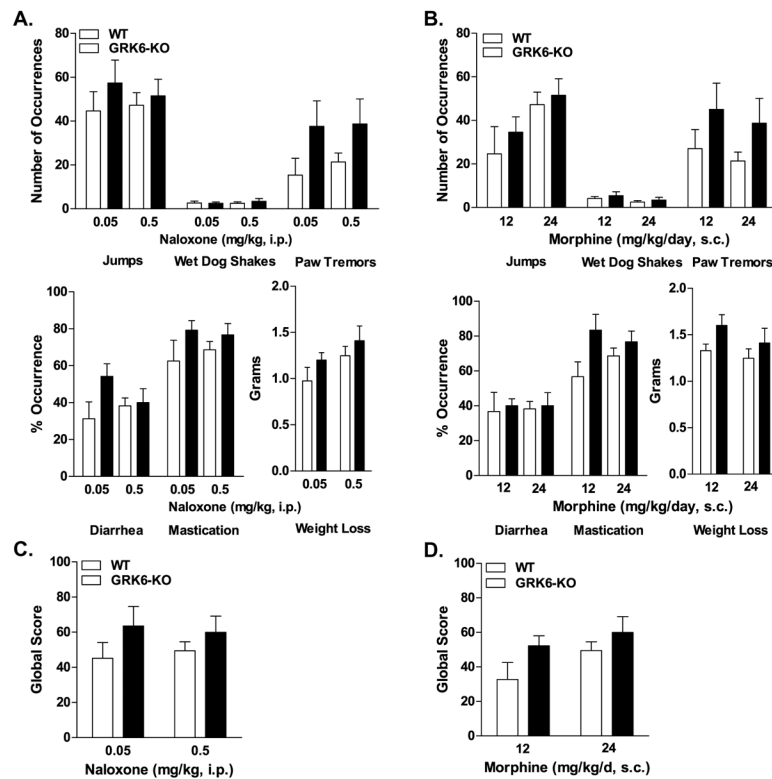 A.
WT
GRK6-KO
Number of Occurrences
80
60
40
20
0
0.05 0.5 0.05 0.5 0.05 0.5
Naloxone (mg/kg, i.p.)
Jumps Wet Dog Shakes Paw Tremors
% Occurrence
100
80
60
40
20
0
0.05 0.5 0.05 0.5
Grams
2.0
1.5
1.0
0.5
0.0
0.05 0.5
Naloxone (mg/kg, i.p.)
Diarrhea Mastication Weight Loss
B.
WT
GRK6-KO
Number of Occurrences
80
60
40
20
0
12 24 12 24 12 24
Morphine (mg/kg/day, s.c.)
Jumps Wet Dog Shakes Paw Tremors
% Occurrence
100
80
60
40
20
0
12 24 12 24
Grams
2.0
1.5
1.0
0.5
0.0
12 24
Morphine (mg/kg/day, s.c.)
Diarrhea Mastication Weight Loss
C.
WT
GRK6-KO
Global Score
100
80
60
40
20
0
0.05 0.5
Naloxone (mg/kg, i.p.)
D.
WT
GRK6-KO
Global Score
100
80
60
40
20
0
12 24
Morphine (mg/kg/d, s.c.)